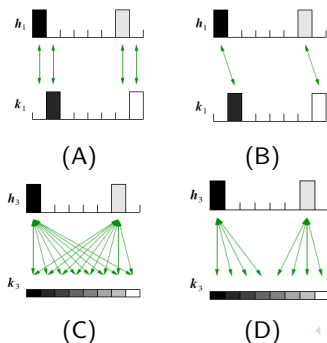 h₁ h₁
k₁ k₁
(A) (B)
h₃ h₃
k₃ k₃
(C) (D)